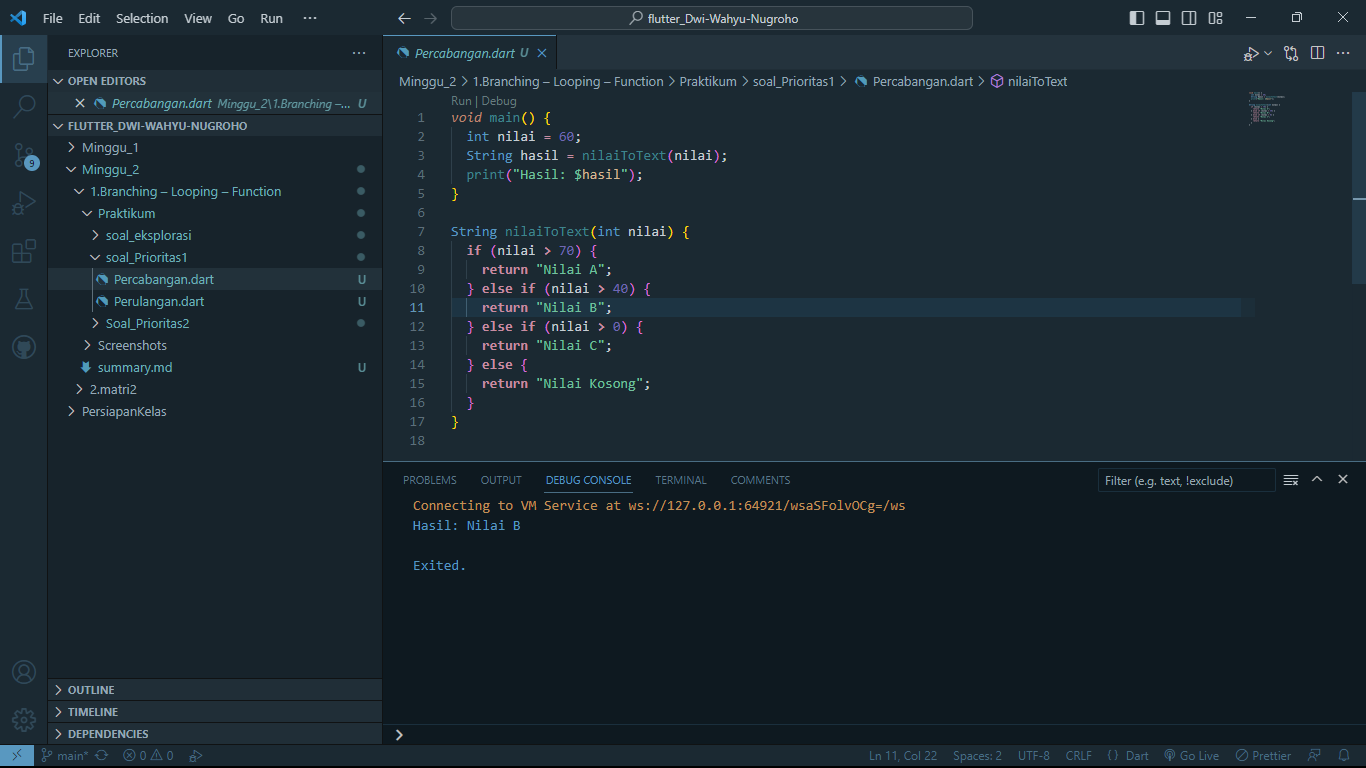 File Edit Selection View Go Run ···
flutter_Dwi-Wahyu-Nugroho
EXPLORER
OPEN EDITORS
Percabangan.dart Minggu_2\1.Branching –... U
FLUTTER_DWI-WAHYU-NUGROHO
Minggu_1
Minggu_2
1.Branching – Looping – Function
Praktikum
soal_eksplorasi
soal_Prioritas1
Percabangan.dart U
Perulangan.dart U
Soal_Prioritas2
Screenshots
summary.md U
2.matri2
PersiapanKelas
OUTLINE
TIMELINE
DEPENDENCIES
9
Percabangan.dart U
Minggu_2 > 1.Branching – Looping – Function > Praktikum > soal_Prioritas1 > Percabangan.dart > nilaiToText
Run | Debug
1 void main() {
2   int nilai = 60;
3   String hasil = nilaiToText(nilai);
4   print("Hasil: $hasil");
5 }
6
7 String nilaiToText(int nilai) {
8   if (nilai > 70) {
9     return "Nilai A";
10   } else if (nilai > 40) {
11     return "Nilai B";
12   } else if (nilai > 0) {
13     return "Nilai C";
14   } else {
15     return "Nilai Kosong";
16   }
17 }
18
PROBLEMS OUTPUT DEBUG CONSOLE TERMINAL COMMENTS
Filter (e.g. text, !exclude)
Connecting to VM Service at ws://127.0.0.1:64921/wsaSFolvOCg=/ws
Hasil: Nilai B
Exited.
main* 0 0 Ln 11, Col 22 Spaces: 2 UTF-8 CRLF { } Dart Go Live Prettier